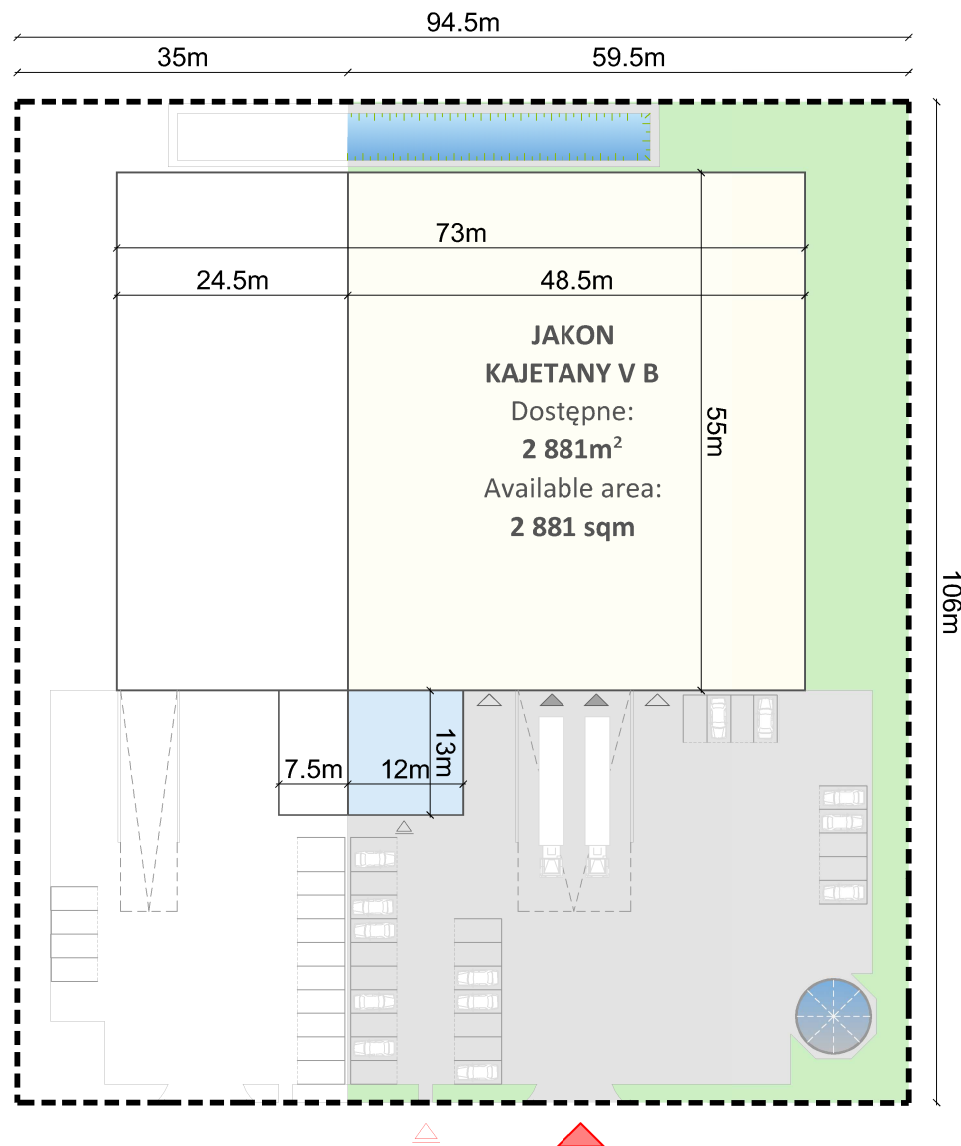 94.5m
35m
59.5m
73m
24.5m
48.5m
JAKON
KAJETANY V B
Dostępne:
2 881m²
Available area:
2 881 sqm
55m
106m
13m
7.5m
12m